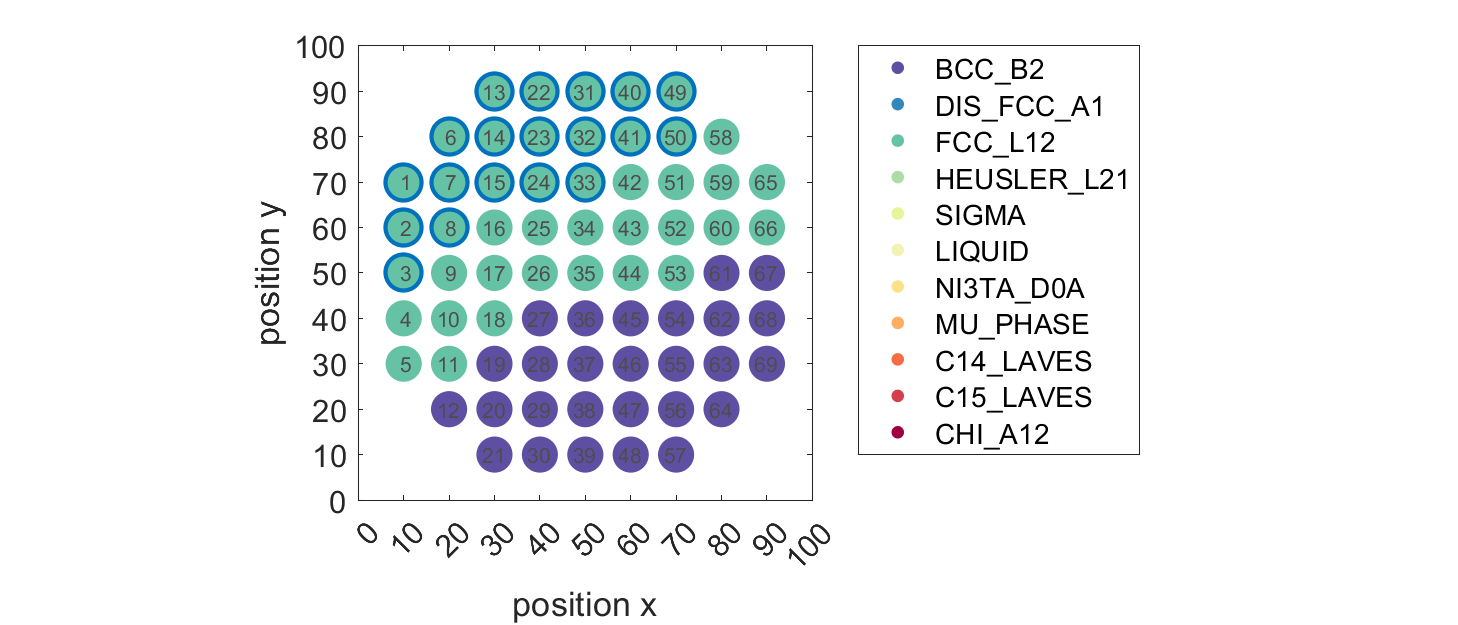 100
90
80
70
60
50
40
30
20
10
0
position y
13 22 31 40 49
6 14 23 32 41 50 58
1 7 15 24 33 42 51 59 65
2 8 16 25 34 43 52 60 66
3 9 17 26 35 44 53 61 67
4 10 18 27 36 45 54 62 68
5 11 19 28 37 46 55 63 69
12 20 29 38 47 56 64
21 30 39 48 57
0 10 20 30 40 50 60 70 80 90 100
position x
BCC_B2
DIS_FCC_A1
FCC_L12
HEUSLER_L21
SIGMA
LIQUID
NI3TA_D0A
MU_PHASE
C14_LAVES
C15_LAVES
CHI_A12